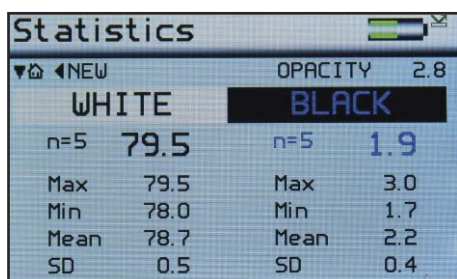 Statistics
NEW OPACITY 2.8
WHITE BLACK
n=5 79.5 n=5 1.9
Max 79.5 Max 3.0
Min 78.0 Min 1.7
Mean 78.7 Mean 2.2
SD 0.5 SD 0.4